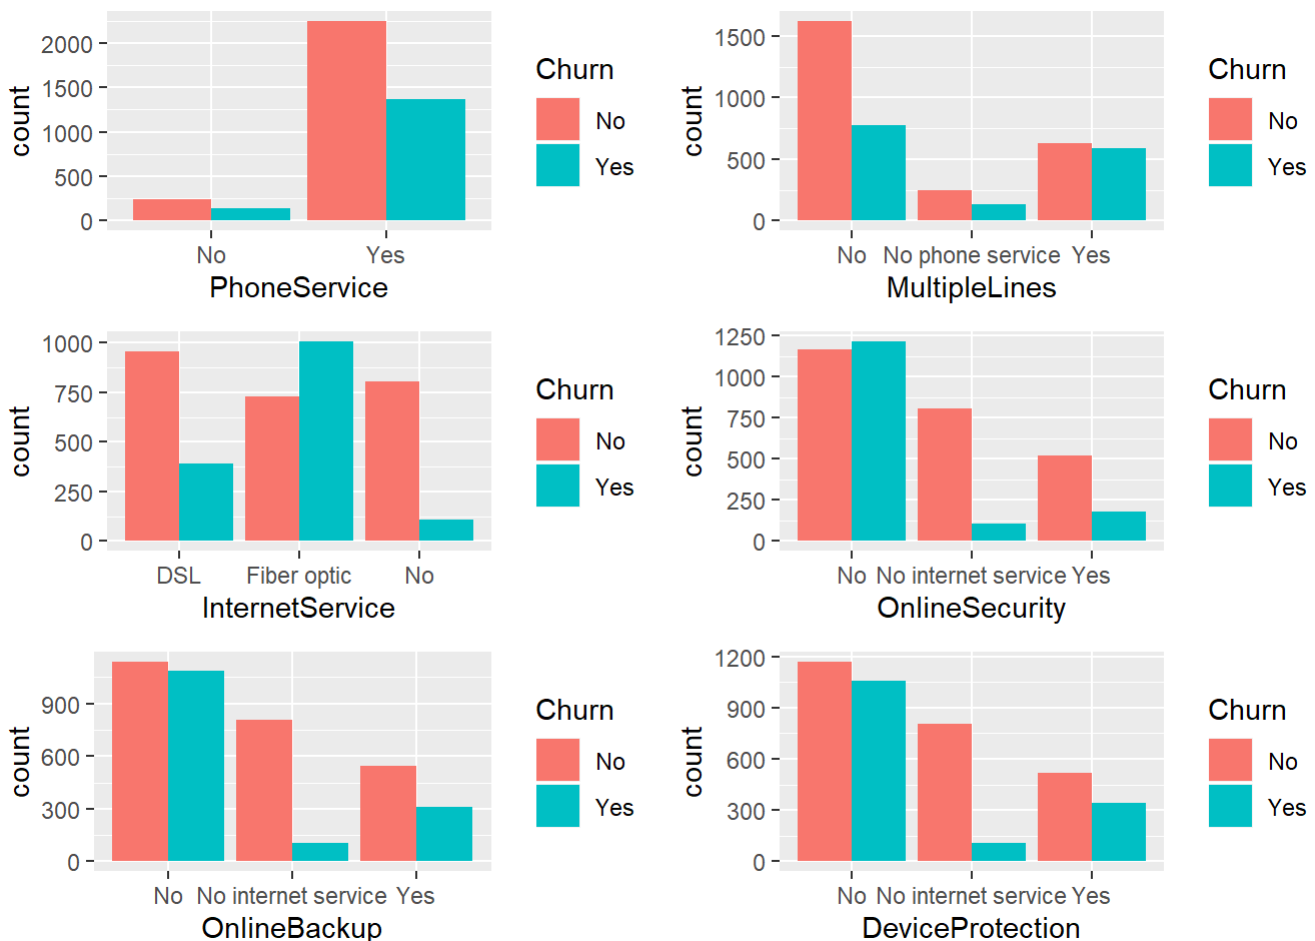 2000
1500
1000
500
0
count
No Yes
PhoneService
Churn
No
Yes
1500
1000
500
0
count
No No phone service Yes
MultipleLines
Churn
No
Yes
1000
750
500
250
0
count
DSL Fiber optic No
InternetService
Churn
No
Yes
1250
1000
750
500
250
0
count
No No internet service Yes
OnlineSecurity
Churn
No
Yes
900
600
300
0
count
No No internet service Yes
OnlineBackup
Churn
No
Yes
1200
900
600
300
0
count
No No internet service Yes
DeviceProtection
Churn
No
Yes